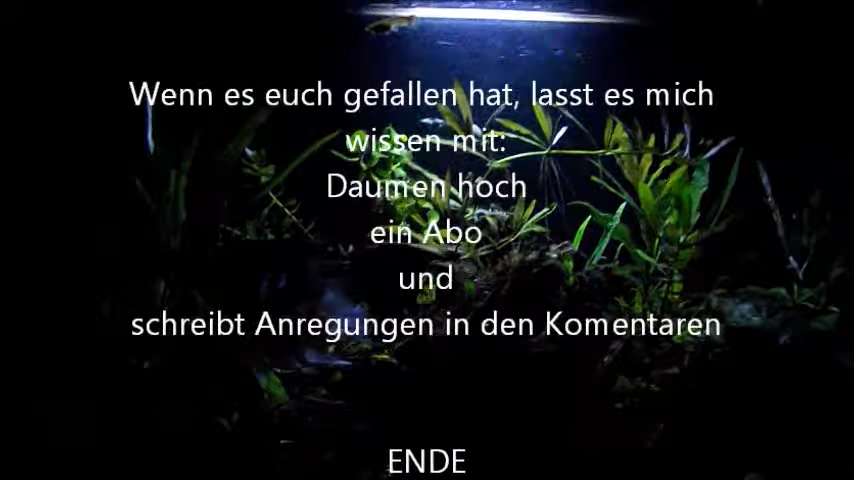 Wenn es euch gefallen hat, lasst es mich
wissen mit:
Daumen hoch
ein Abo
und
schreibt Anregungen in den Komentaren
ENDE